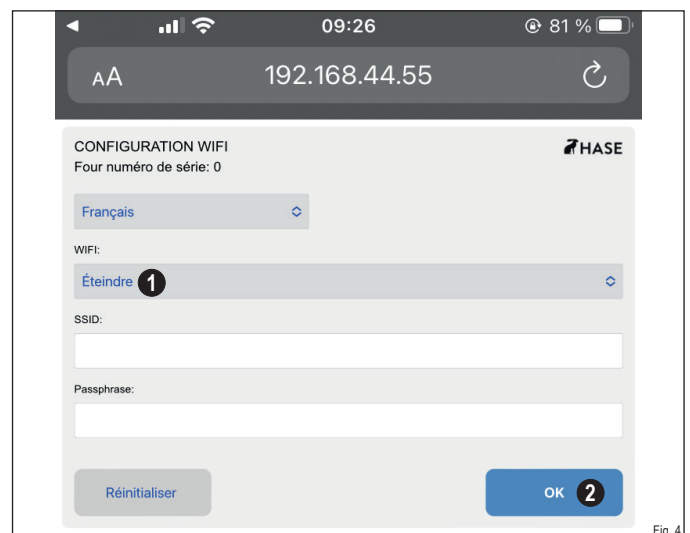 09:26
81 %
AA
192.168.44.55
CONFIGURATION WIFI
HASE
Four numéro de série: 0
Français
WIFI:
Éteindre 1
SSID:
Passphrase:
Réinitialiser
OK 2
Fig. 4